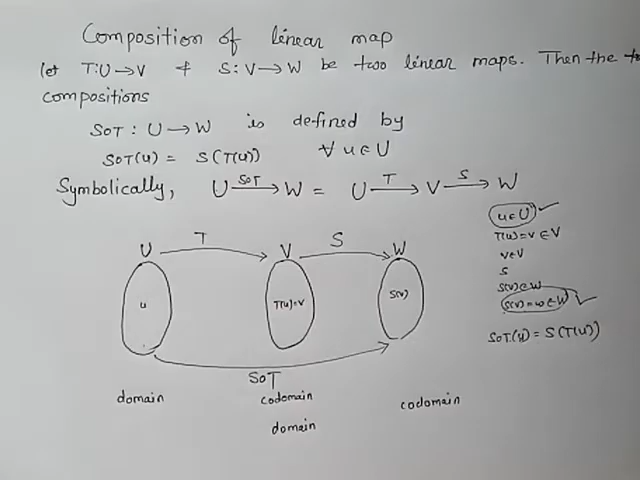 Composition of linear map
let T:U→V & S:V→W be two linear maps. Then the
compositions
SoT : U → W is defined by
SoT(u) = S(T(u)) ∀ u∈U
Symbolically, U —SoT→ W = U —T→ V —S→ W
u∈U
T(u)=v∈V
v∈V
S
S(v)∈W
S(v)=w∈W
SoT(u) = S(T(u))
U T V S W
u T(u)=v S(v)
SoT
domain codomain codomain
domain